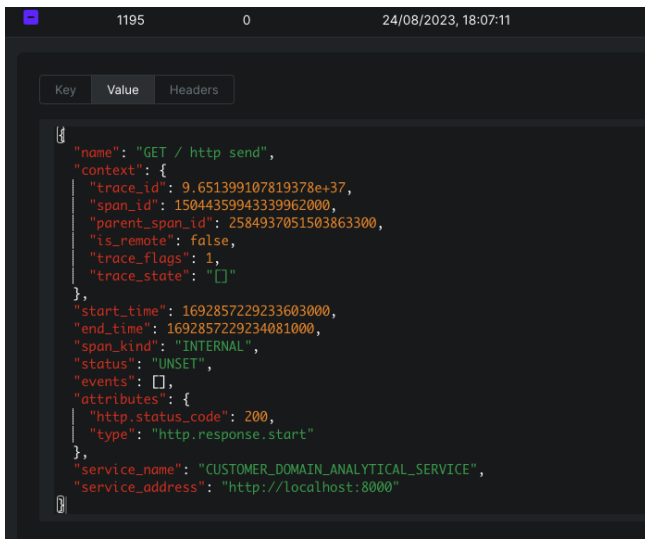 1195 0 24/08/2023, 18:07:11
Key Value Headers
{
"name": "GET / http send",
"context": {
"trace_id": 9.651399107819378e+37,
"span_id": 15044359943339962000,
"parent_span_id": 2584937051503863300,
"is_remote": false,
"trace_flags": 1,
"trace_state": "[]"
},
"start_time": 1692857229233603000,
"end_time": 1692857229234081000,
"span_kind": "INTERNAL",
"status": "UNSET",
"events": [],
"attributes": {
"http.status_code": 200,
"type": "http.response.start"
},
"service_name": "CUSTOMER_DOMAIN_ANALYTICAL_SERVICE",
"service_address": "http://localhost:8000"
}